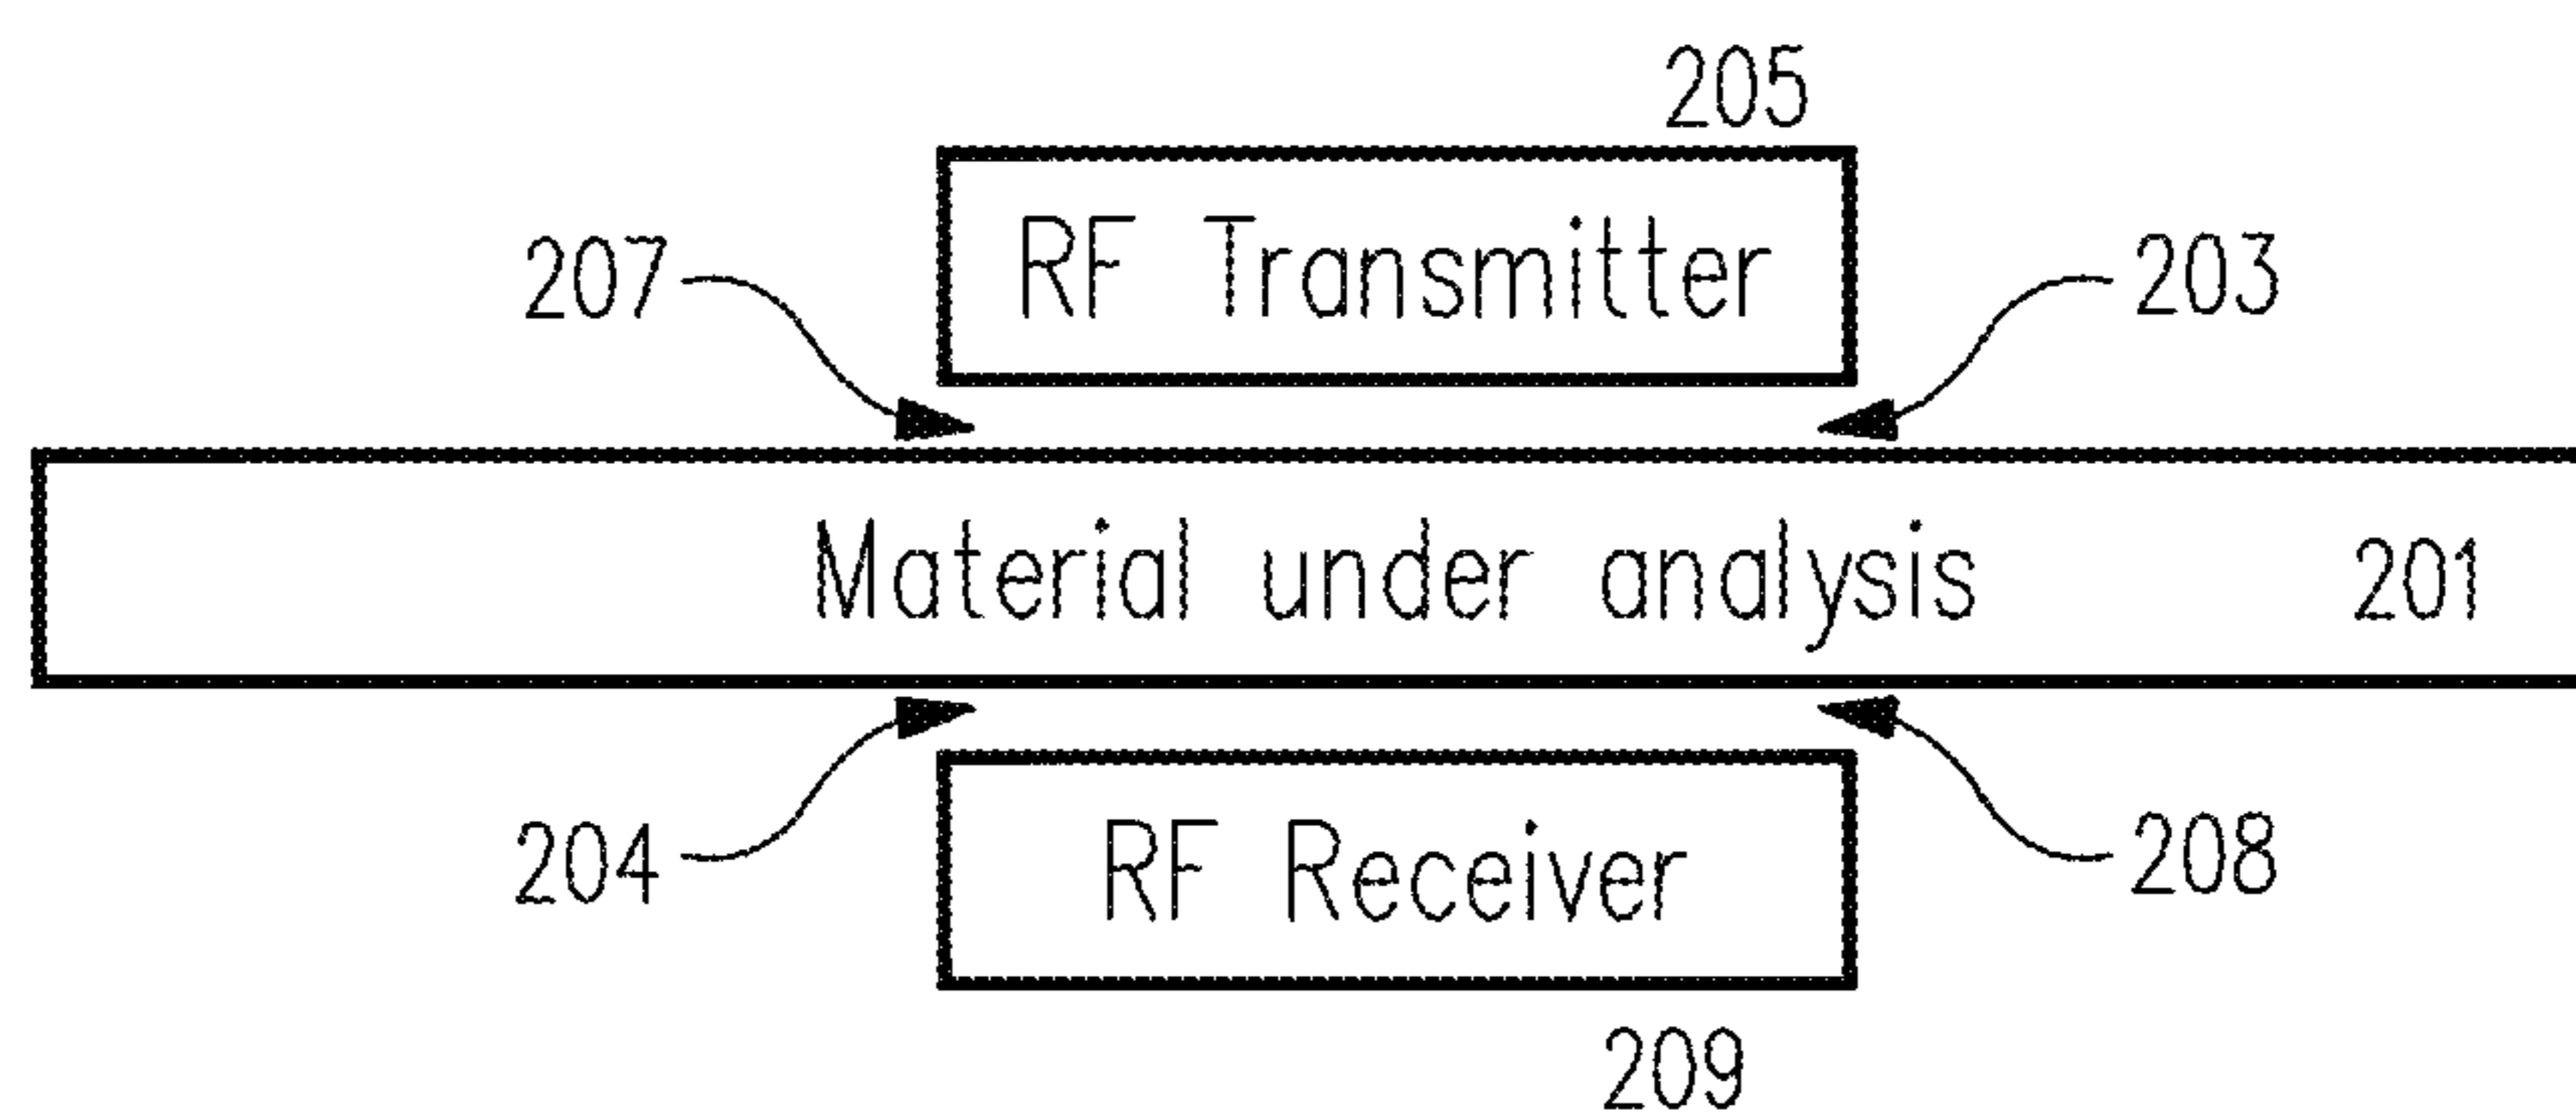 205
RF Transmitter
207
203
Material under analysis
201
204
208
RF Receiver
209